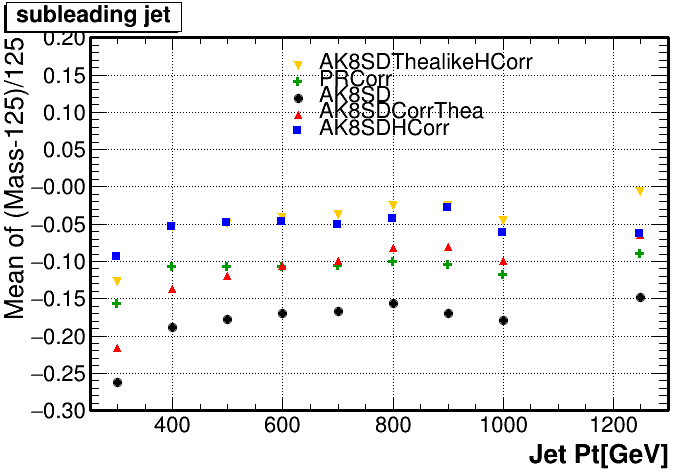 subleading jet
Mean of (Mass-125)/125
0.20
0.15
0.10
0.05
−0.00
−0.05
−0.10
−0.15
−0.20
−0.25
−0.30
AK8SDThealikeHCorr
PRCorr
AK8SD
AK8SDCorrThea
AK8SDHCorr
400 600 800 1000 1200
Jet Pt[GeV]